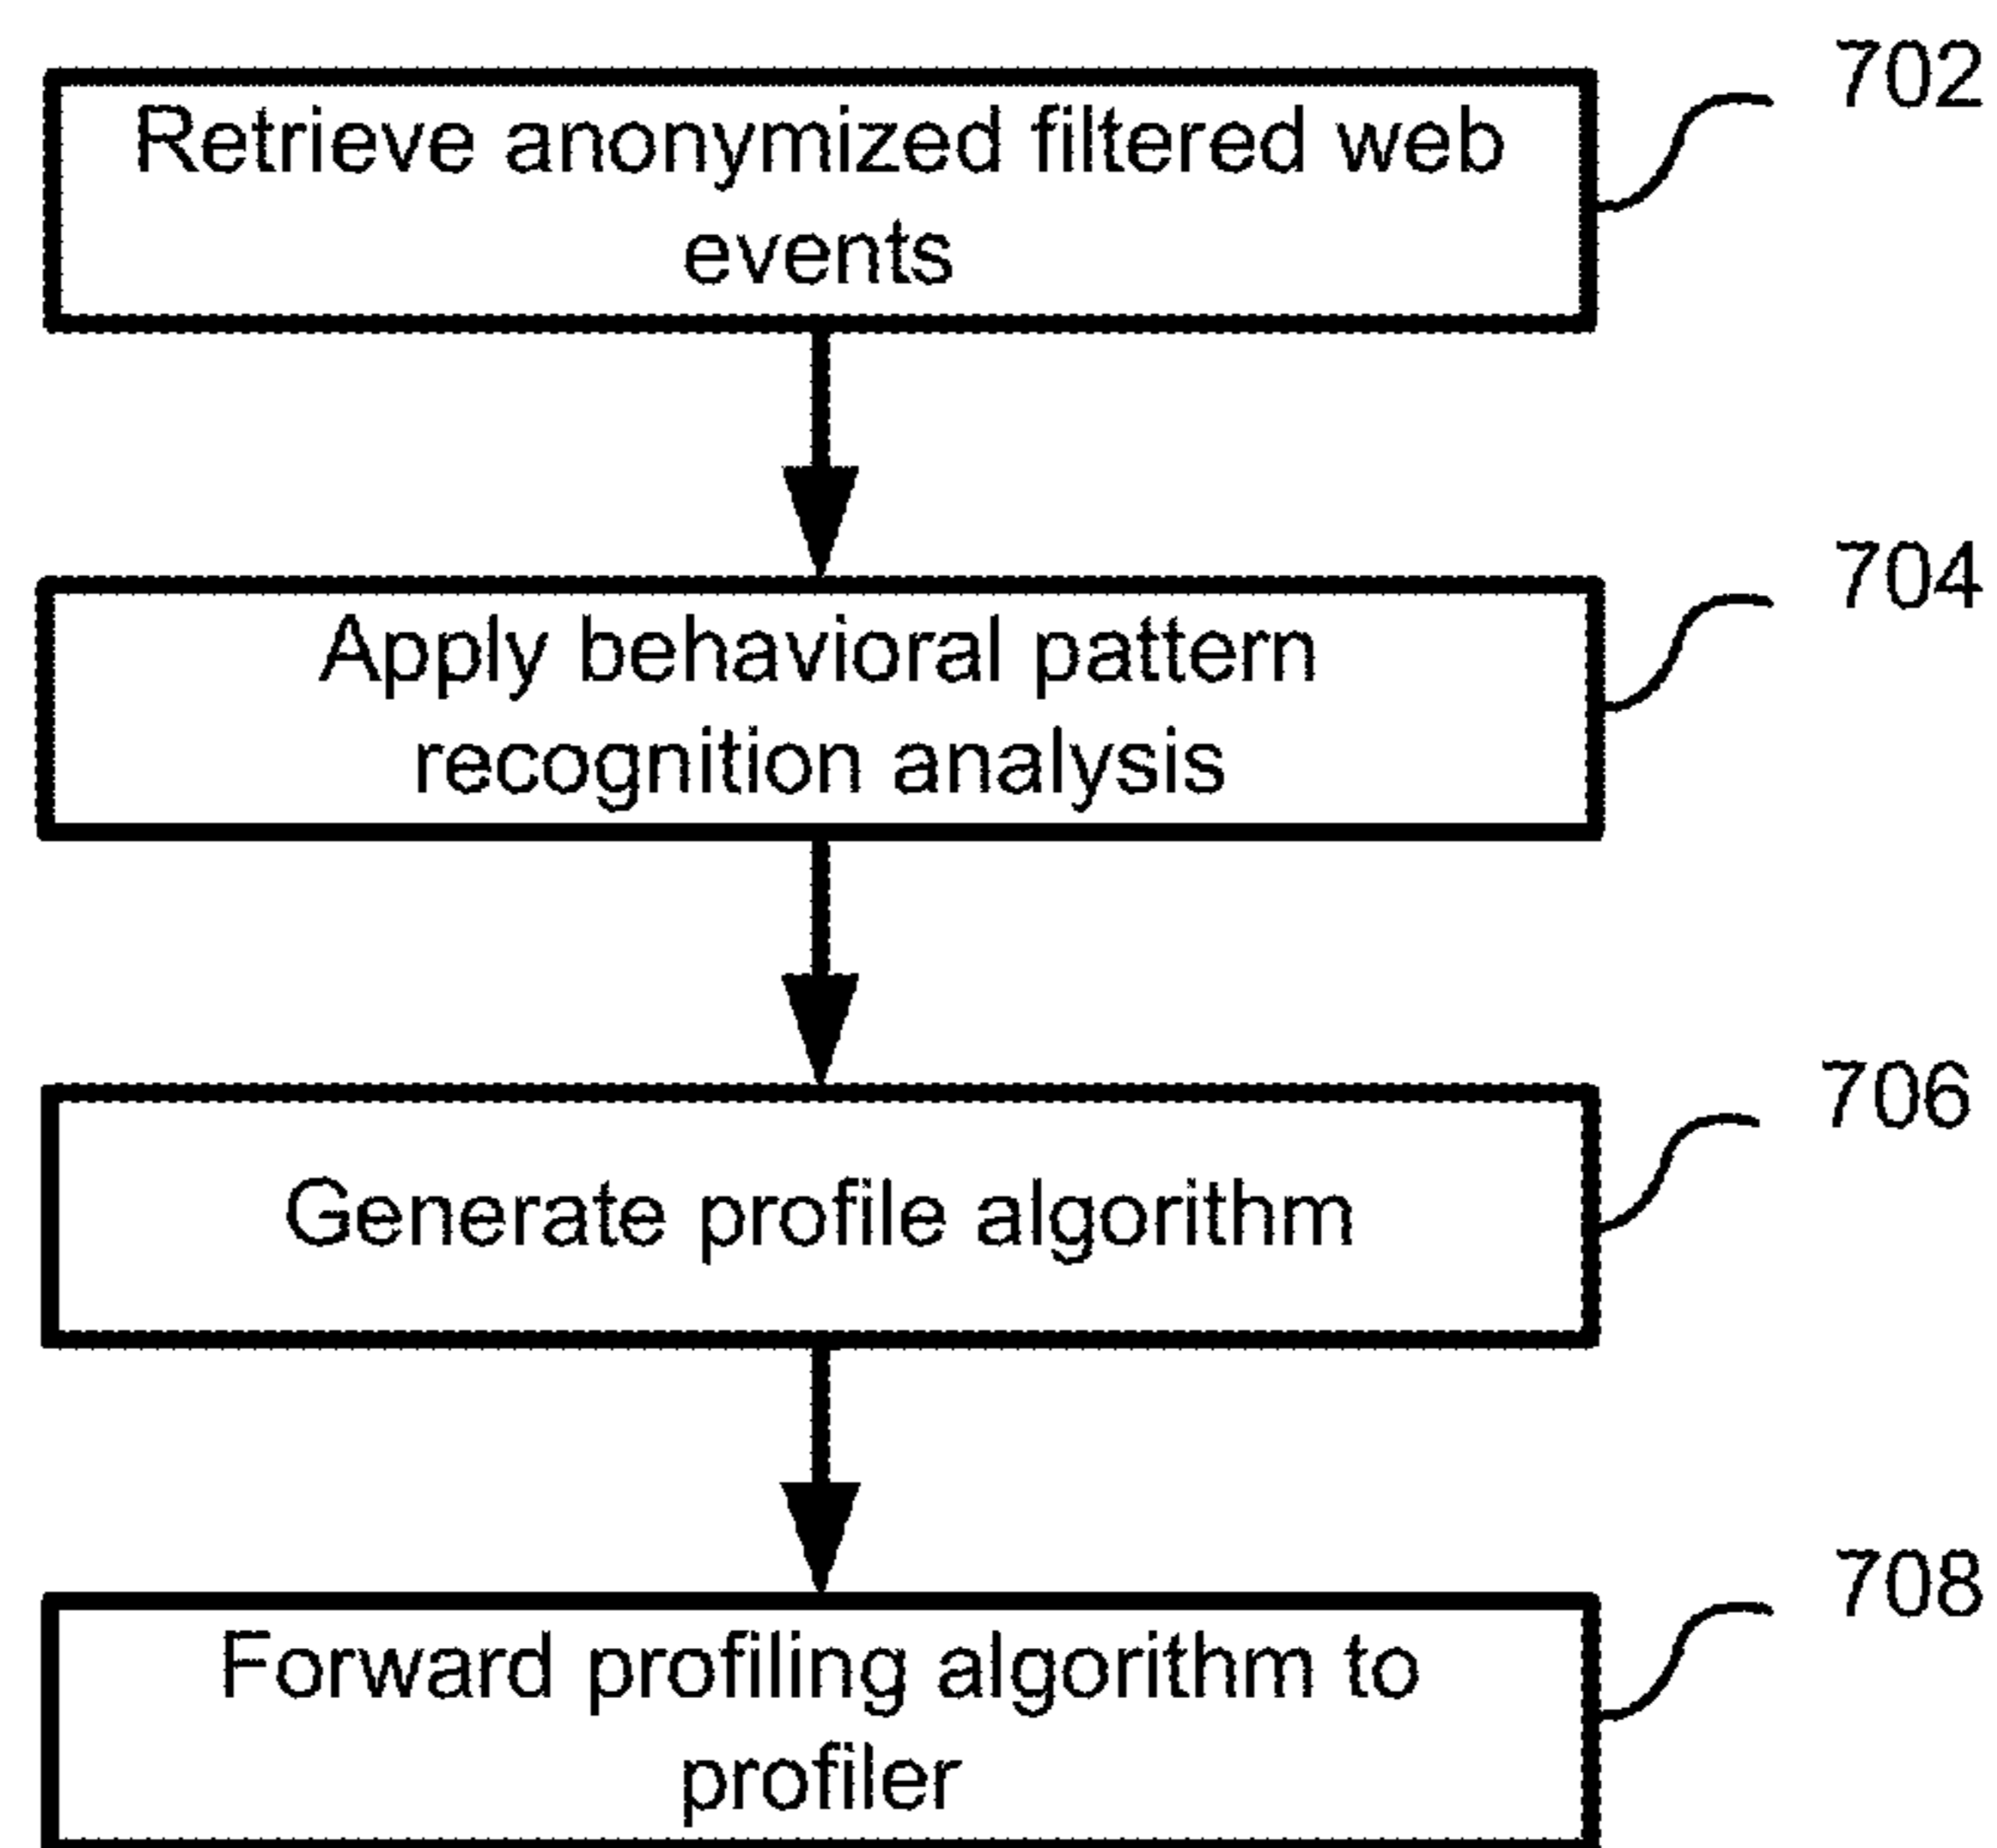 702
Retrieve anonymized filtered web
events
704
Apply behavioral pattern
recognition analysis
706
Generate profile algorithm
708
Forward profiling algorithm to
profiler